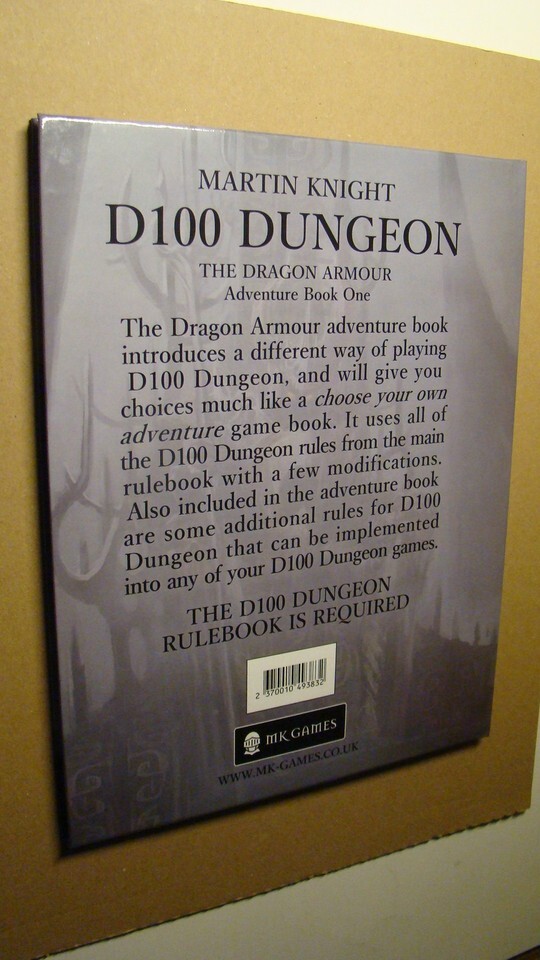 MARTIN KNIGHT
D100 DUNGEON
THE DRAGON ARMOUR
Adventure Book One
The Dragon Armour adventure book
introduces a different way of playing
D100 Dungeon, and will give you
choices much like a choose your own
adventure game book. It uses all of
the D100 Dungeon rules from the main
rulebook with a few modifications.
Also included in the adventure book
are some additional rules for D100
Dungeon that can be implemented
into any of your D100 Dungeon games.
THE D100 DUNGEON
RULEBOOK IS REQUIRED
2 370010 493832
MK GAMES
WWW.MK-GAMES.CO.UK